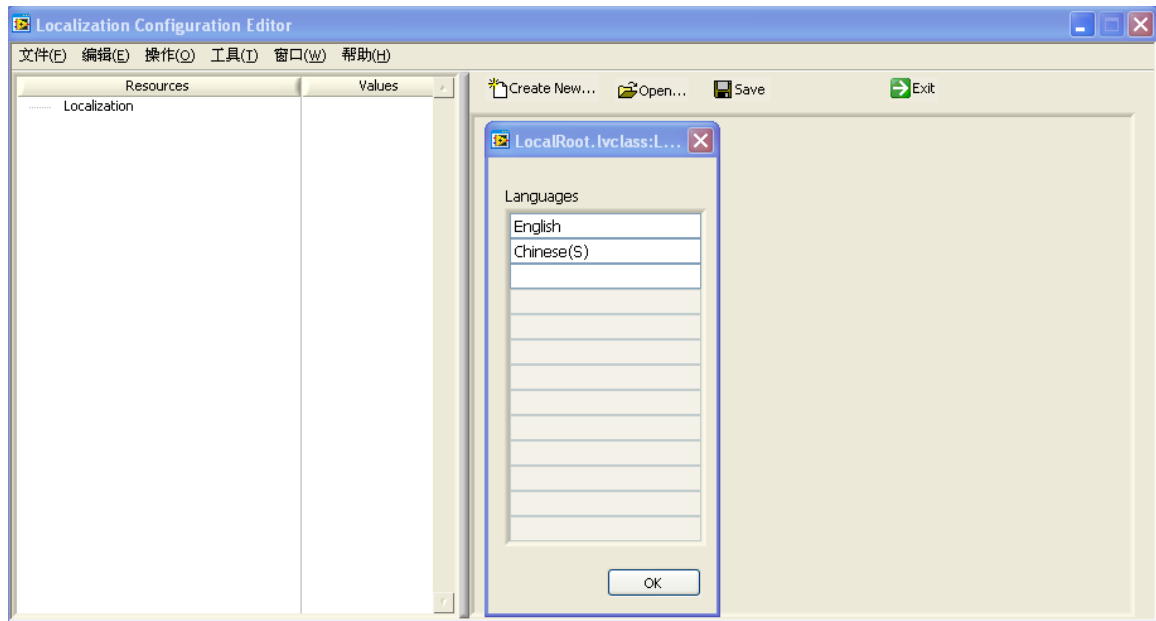 Localization Configuration Editor
文件(F) 编辑(E) 操作(O) 工具(T) 窗口(W) 帮助(H)
Resources Values
Localization
Create New... Open... Save Exit
LocalRoot.lvclass:L...
Languages
English
Chinese(S)
OK